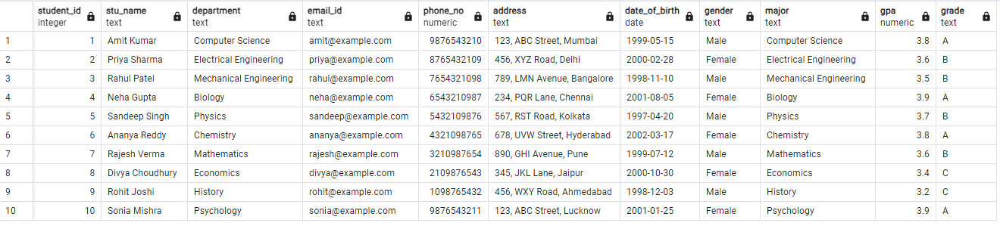 student_id stu_name department email_id phone_no address date_of_birth gender major gpa grade
integer text text text numeric text date text text numeric text
1 1 Amit Kumar Computer Science amit@example.com 9876543210 123, ABC Street, Mumbai 1999-05-15 Male Computer Science 3.8 A
2 2 Priya Sharma Electrical Engineering priya@example.com 8765432109 456, XYZ Road, Delhi 2000-02-28 Female Electrical Engineering 3.6 B
3 3 Rahul Patel Mechanical Engineering rahul@example.com 7654321098 789, LMN Avenue, Bangalore 1998-11-10 Male Mechanical Engineering 3.5 B
4 4 Neha Gupta Biology neha@example.com 6543210987 234, PQR Lane, Chennai 2001-08-05 Female Biology 3.9 A
5 5 Sandeep Singh Physics sandeep@example.com 5432109876 567, RST Road, Kolkata 1997-04-20 Male Physics 3.7 B
6 6 Ananya Reddy Chemistry ananya@example.com 4321098765 678, UVW Street, Hyderabad 2002-03-17 Female Chemistry 3.8 A
7 7 Rajesh Verma Mathematics rajesh@example.com 3210987654 890, GHI Avenue, Pune 1999-07-12 Male Mathematics 3.6 B
8 8 Divya Choudhury Economics divya@example.com 2109876543 345, JKL Lane, Jaipur 2000-10-30 Female Economics 3.4 C
9 9 Rohit Joshi History rohit@example.com 1098765432 456, WXY Road, Ahmedabad 1998-12-03 Male History 3.2 C
10 10 Sonia Mishra Psychology sonia@example.com 9876543211 123, ABC Street, Lucknow 2001-01-25 Female Psychology 3.9 A